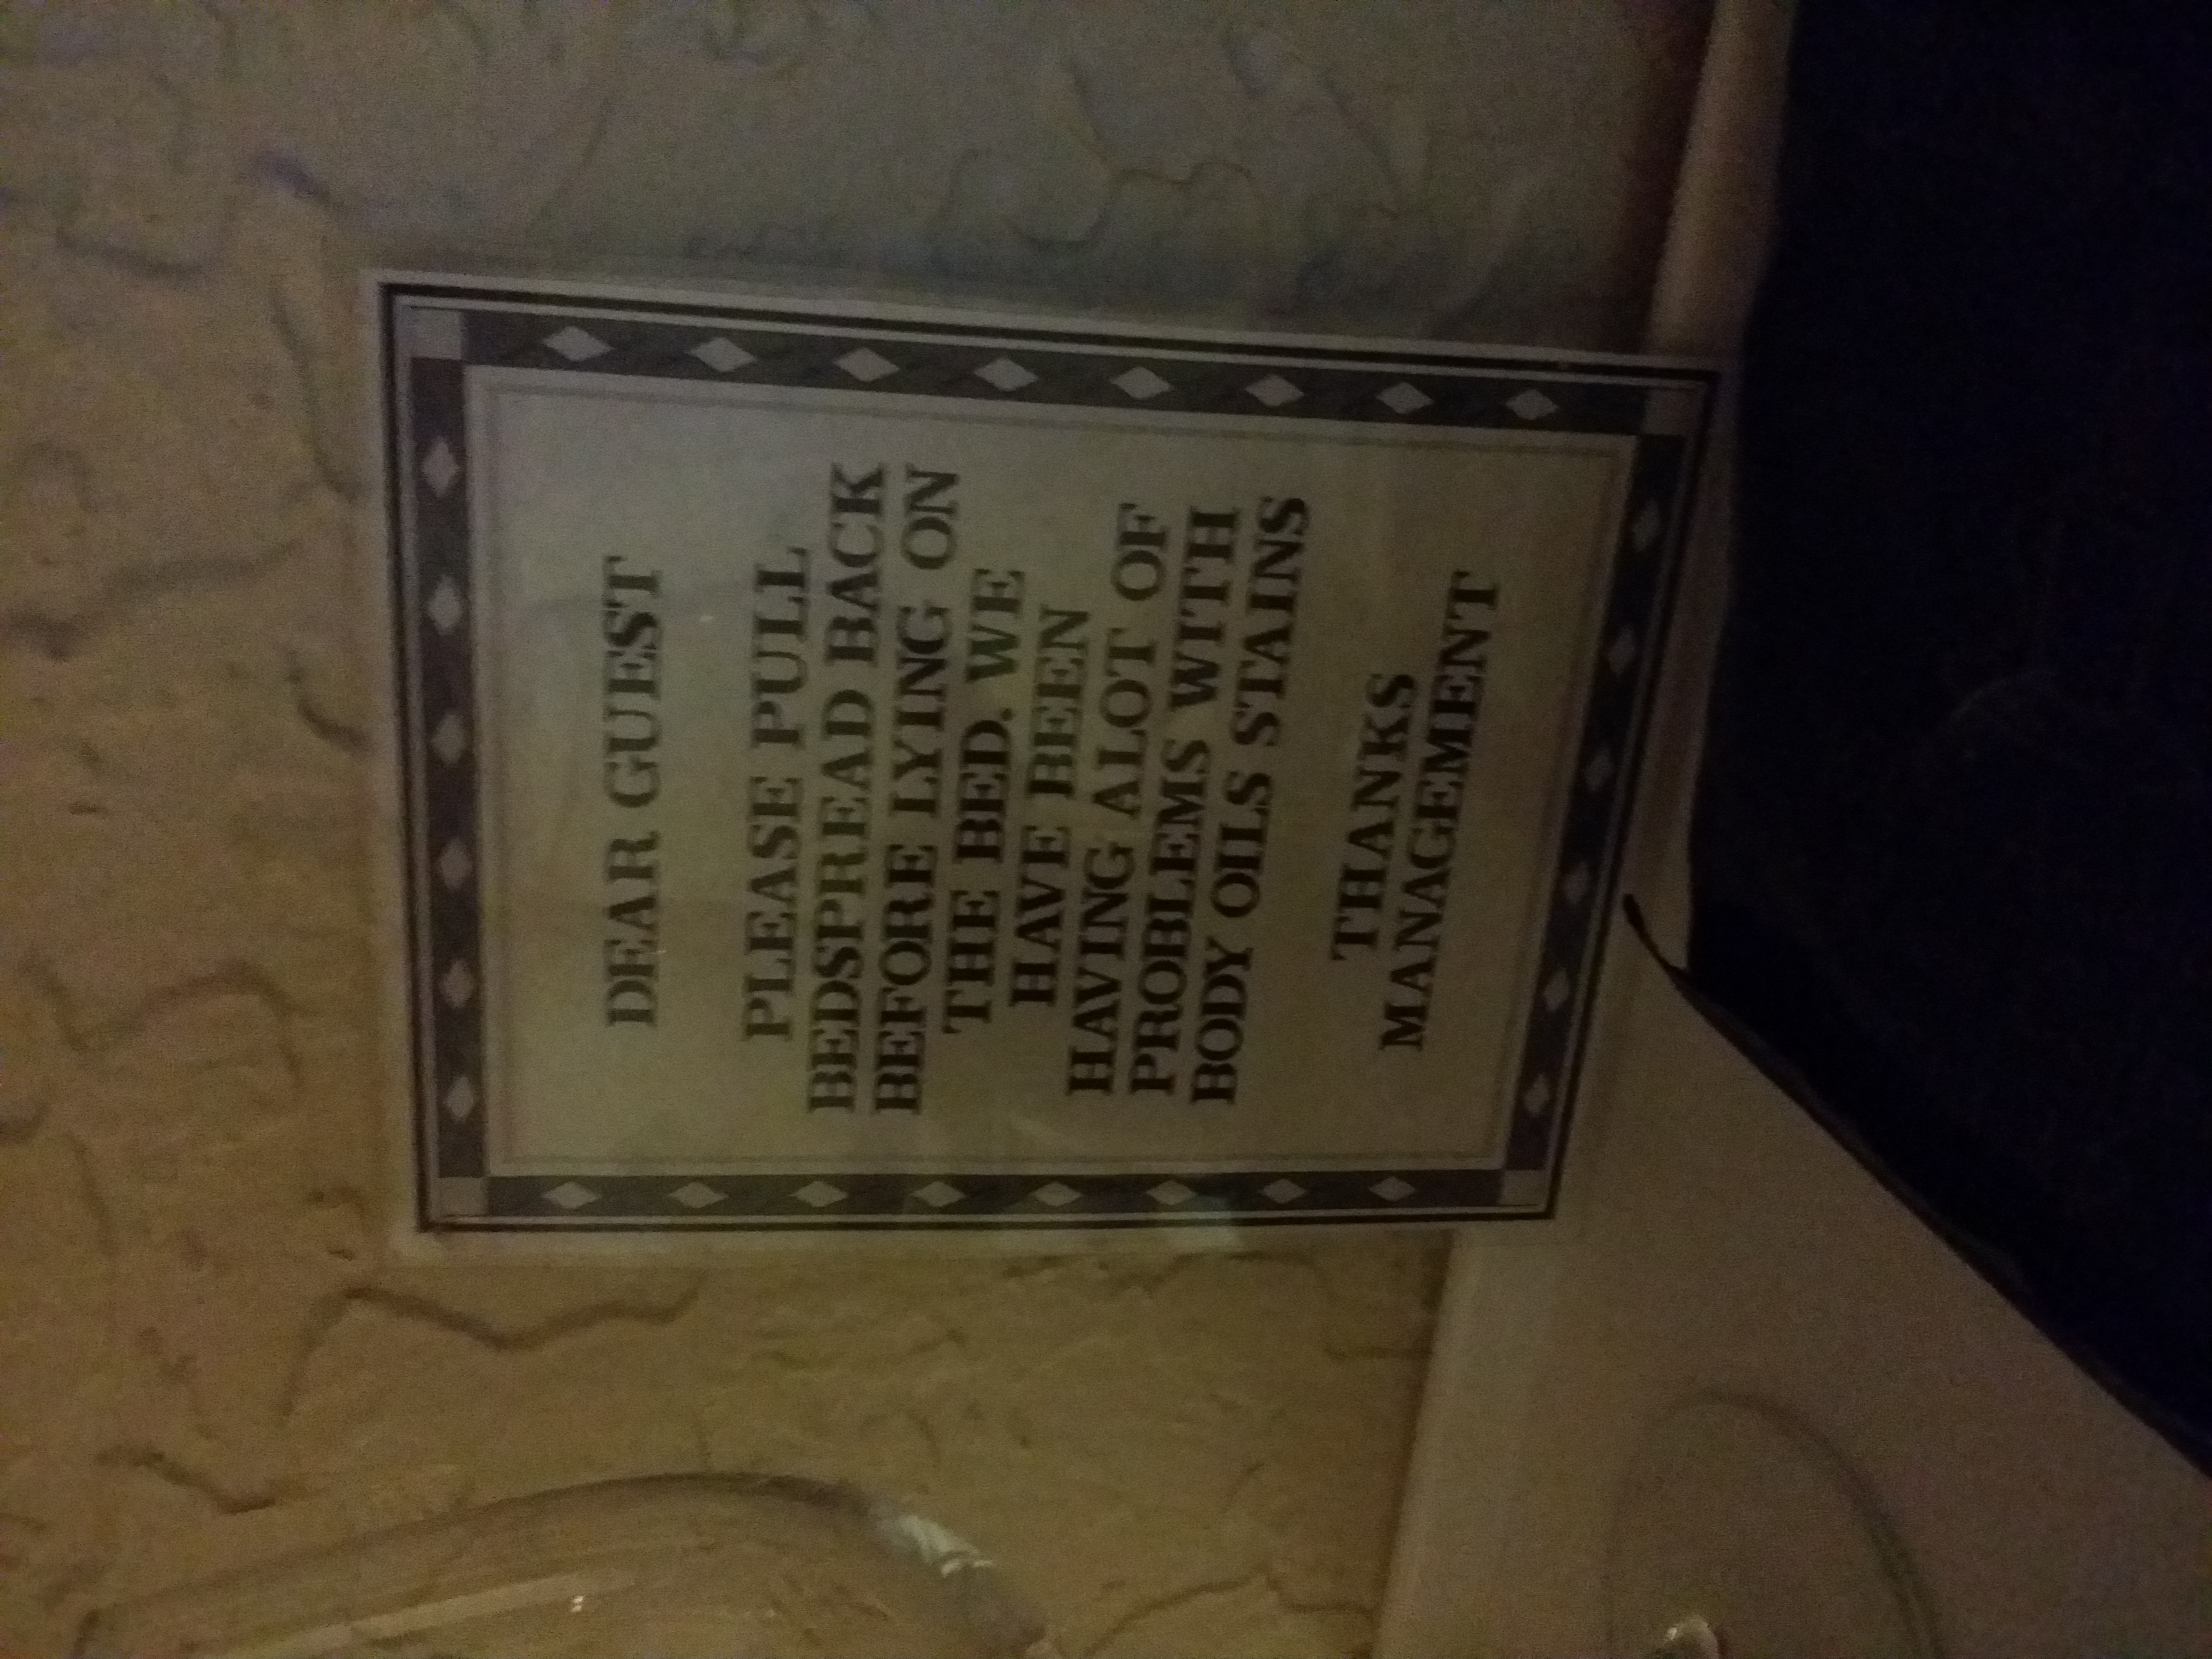 DEAR GUEST
PLEASE PULL
BEDSPREAD BACK
BEFORE LYING ON
THE BED. WE
HAVE BEEN
HAVING ALOT OF
PROBLEMS WITH
BODY OILS STAINS
THANKS
MANAGEMENT